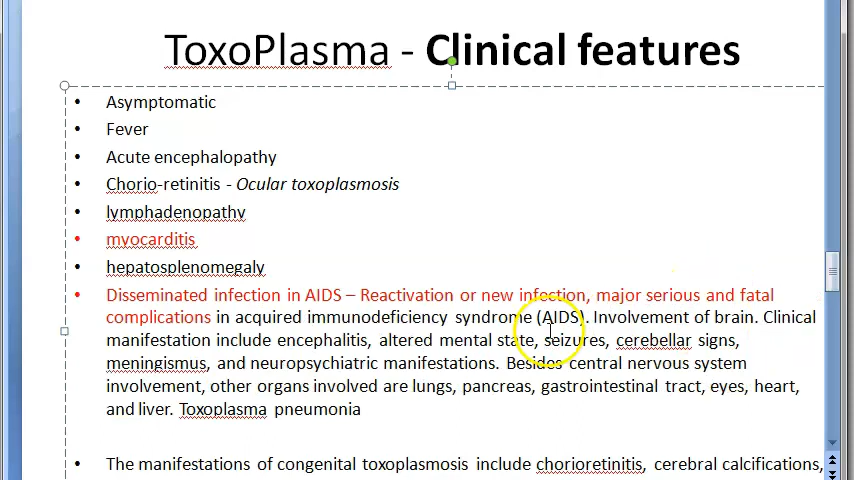 ToxoPlasma - Clinical features
• Asymptomatic
• Fever
• Acute encephalopathy
• Chorio-retinitis - Ocular toxoplasmosis
• lymphadenopathy
• myocarditis
• hepatosplenomegaly
• Disseminated infection in AIDS – Reactivation or new infection, major serious and fatal
complications in acquired immunodeficiency syndrome (AIDS). Involvement of brain. Clinical
manifestation include encephalitis, altered mental state, seizures, cerebellar signs,
meningismus, and neuropsychiatric manifestations. Besides central nervous system
involvement, other organs involved are lungs, pancreas, gastrointestinal tract, eyes, heart,
and liver. Toxoplasma pneumonia
• The manifestations of congenital toxoplasmosis include chorioretinitis, cerebral calcifications,